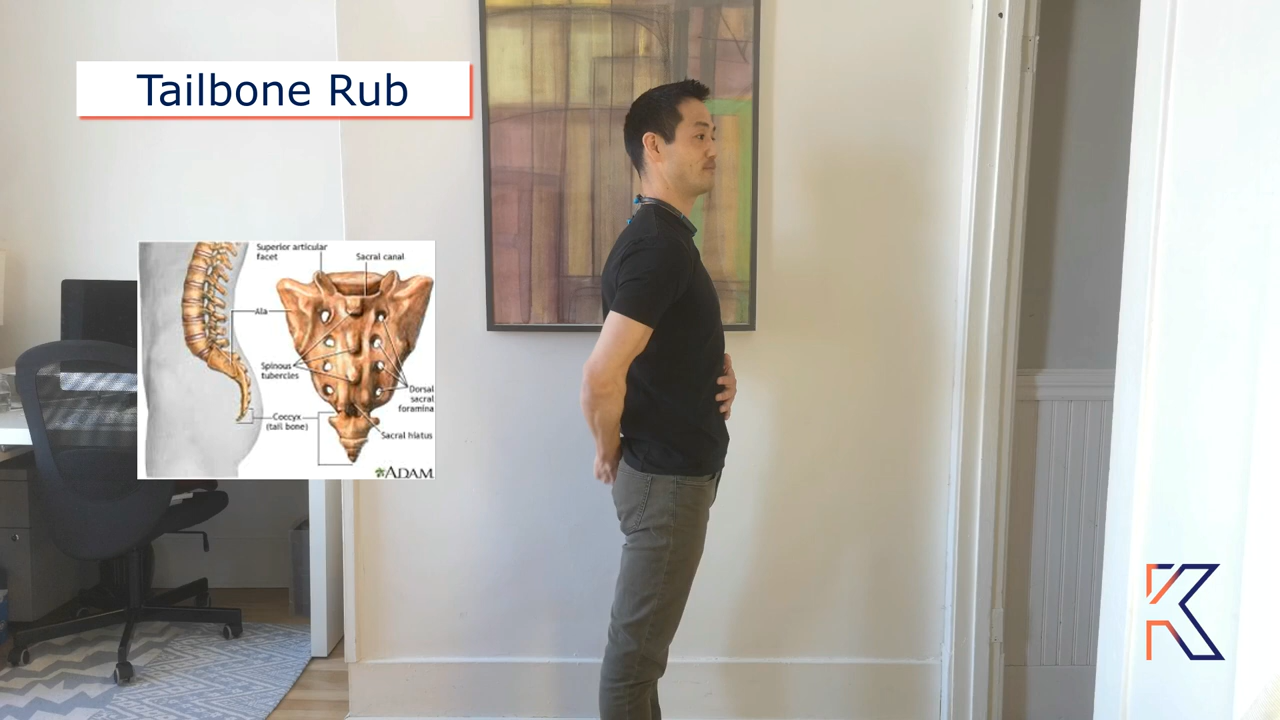 Tailbone Rub
Superior articular
facet
Sacral canal
Ala
Spinous
tubercles
Dorsal
sacral
foramina
Coccyx
(tail bone)
Sacral hiatus
ADAM
K